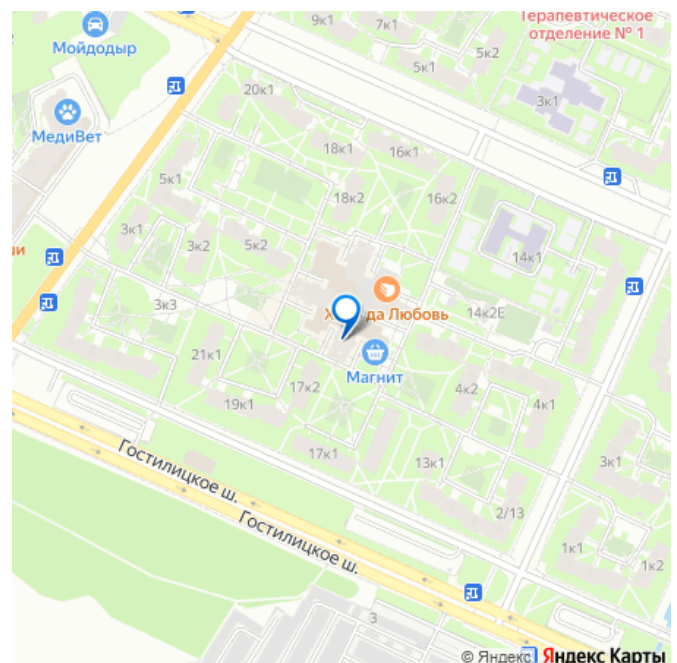 Терапевтическое
отделение № 1
9к1
7к1
Мойдодыр
5к2
5к1
20к1
3к1
МедиВет
18к1
16к1
5к1
18к2
16к2
3к1
3к2
5к2
14к1
3к3
14к2Е
да Любовь
21к1
Магнит
17к2
4к2
19к1
4к1
17к1
13к1
3к1
Гостилицкое ш.
2/13
Гостилицкое ш.
1к1
1к2
3
© Яндекс Яндекс Карты